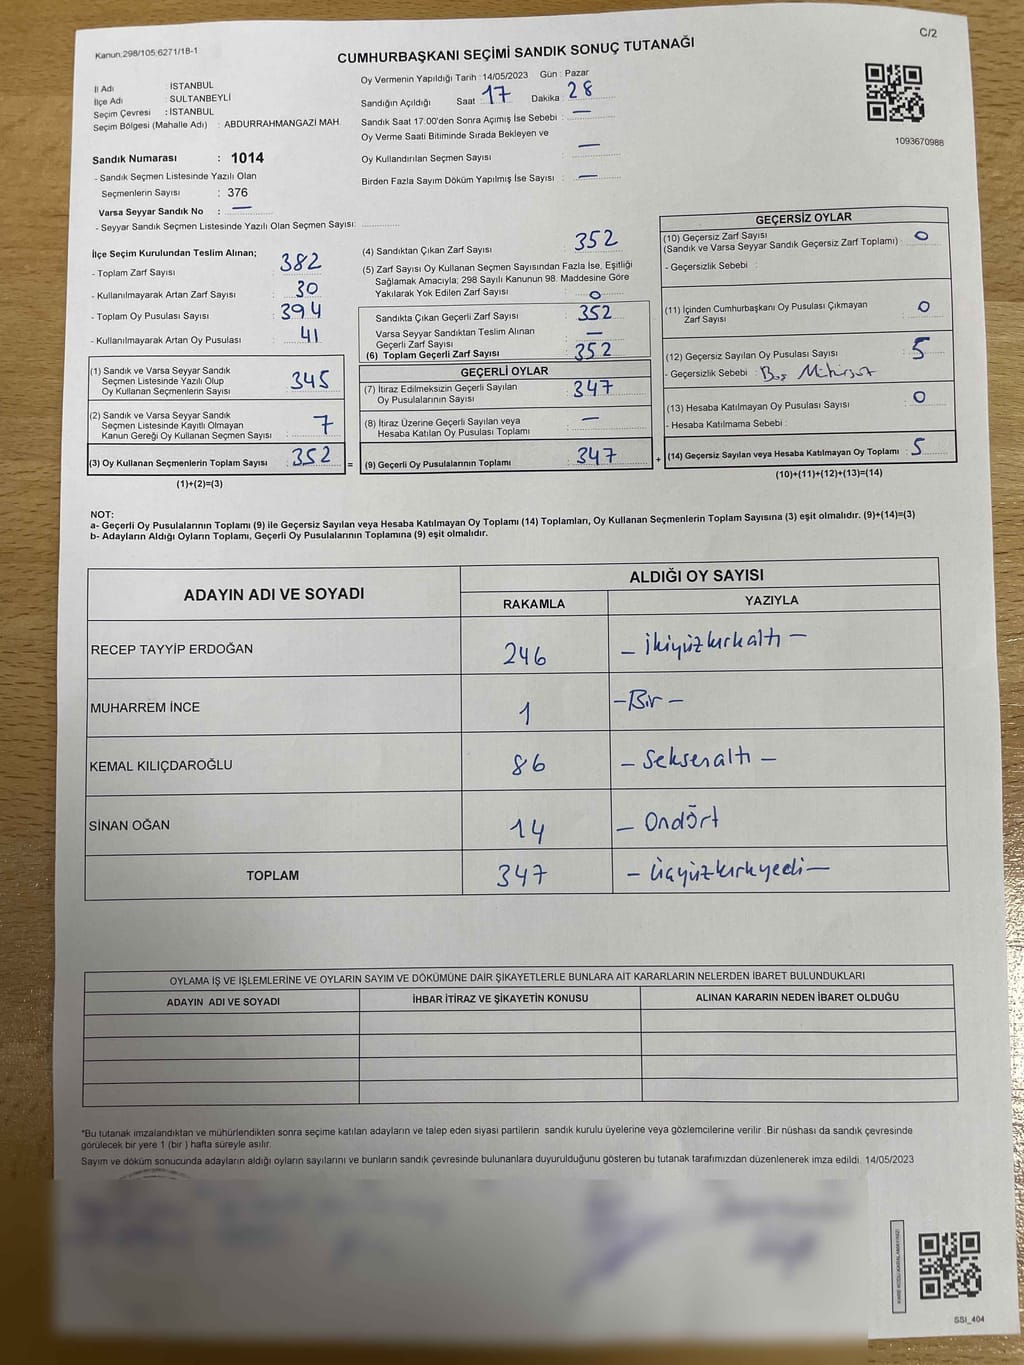 Kanun:298/105;6271/18-1
C/2
CUMHURBAŞKANI SEÇİMİ SANDIK SONUÇ TUTANAĞI
İl Adı : İSTANBUL
İlçe Adı : SULTANBEYLİ
Seçim Çevresi : İSTANBUL
Seçim Bölgesi (Mahalle Adı) : ABDURRAHMANGAZİ MAH.
Sandık Numarası : 1014
- Sandık Seçmen Listesinde Yazılı Olan
Seçmenlerin Sayısı : 376
Varsa Seyyar Sandık No : —
- Seyyar Sandık Seçmen Listesinde Yazılı Olan Seçmen Sayısı:
Oy Vermenin Yapıldığı Tarih : 14/05/2023 Gün : Pazar
Sandığın Açıldığı Saat : 17 Dakika : 28
Sandık Saat 17:00'den Sonra Açımış İse Sebebi : —
Oy Verme Saati Bitiminde Sırada Bekleyen ve
Oy Kullandırılan Seçmen Sayısı : —
Birden Fazla Sayım Döküm Yapılmış İse Sayısı : —
1093670988
İlçe Seçim Kurulundan Teslim Alınan;
- Toplam Zarf Sayısı : 382
- Kullanılmayarak Artan Zarf Sayısı : 30
- Toplam Oy Pusulası Sayısı : 394
- Kullanılmayarak Artan Oy Pusulası : 41
(1) Sandık ve Varsa Seyyar Sandık
Seçmen Listesinde Yazılı Olup
Oy Kullanan Seçmenlerin Sayısı : 345
(2) Sandık ve Varsa Seyyar Sandık
Seçmen Listesinde Kayıtlı Olmayan
Kanun Gereği Oy Kullanan Seçmen Sayısı : 7
(3) Oy Kullanan Seçmenlerin Toplam Sayısı : 352 =
(1)+(2)=(3)
(4) Sandıktan Çıkan Zarf Sayısı : 352
(5) Zarf Sayısı Oy Kullanan Seçmen Sayısından Fazla İse, Eşitliği
Sağlamak Amacıyla; 298 Sayılı Kanunun 98. Maddesine Göre
Yakılarak Yok Edilen Zarf Sayısı : 0
Sandıkta Çıkan Geçerli Zarf Sayısı : 352
Varsa Seyyar Sandıktan Teslim Alınan
Geçerli Zarf Sayısı : —
(6) Toplam Geçerli Zarf Sayısı : 352
GEÇERLİ OYLAR
(7) İtiraz Edilmeksizin Geçerli Sayılan
Oy Pusulalarının Sayısı : 347
(8) İtiraz Üzerine Geçerli Sayılan veya
Hesaba Katılan Oy Pusulası Toplamı : —
(9) Geçerli Oy Pusulalarının Toplamı : 347 +
GEÇERSİZ OYLAR
(10) Geçersiz Zarf Sayısı
(Sandık ve Varsa Seyyar Sandık Geçersiz Zarf Toplamı) : 0
- Geçersizlik Sebebi :
(11) İçinden Cumhurbaşkanı Oy Pusulası Çıkmayan
Zarf Sayısı : 0
(12) Geçersiz Sayılan Oy Pusulası Sayısı : 5
- Geçersizlik Sebebi :
(13) Hesaba Katılmayan Oy Pusulası Sayısı : 0
- Hesaba Katılmama Sebebi :
(14) Geçersiz Sayılan veya Hesaba Katılmayan Oy Toplamı : 5
(10)+(11)+(12)+(13)=(14)
NOT:
a- Geçerli Oy Pusulalarının Toplamı (9) ile Geçersiz Sayılan veya Hesaba Katılmayan Oy Toplamı (14) Toplamları, Oy Kullanan Seçmenlerin Toplam Sayısına (3) eşit olmalıdır. (9)+(14)=(3)
b- Adayların Aldığı Oyların Toplamı, Geçerli Oy Pusulalarının Toplamına (9) eşit olmalıdır.
ADAYIN ADI VE SOYADI
ALDIĞI OY SAYISI
RAKAMLA YAZIYLA
RECEP TAYYİP ERDOĞAN 246 – İkiyüzkırkaltı –
MUHARREM İNCE 1 – Bir –
KEMAL KILIÇDAROĞLU 86 – Seksenaltı –
SİNAN OĞAN 14 – Ondört
TOPLAM 347 – üçyüzkırkyedi –
OYLAMA İŞ VE İŞLEMLERİNE VE OYLARIN SAYIM VE DÖKÜMÜNE DAİR ŞİKAYETLERLE BUNLARA AİT KARARLARIN NELERDEN İBARET BULUNDUKLARI
ADAYIN ADI VE SOYADI İHBAR İTİRAZ VE ŞİKAYETİN KONUSU ALINAN KARARIN NEDEN İBARET OLDUĞU
*Bu tutanak imzalandıktan ve mühürlendikten sonra seçime katılan adayların ve talep eden siyasi partilerin sandık kurulu üyelerine veya gözlemcilerine verilir. Bir nüshası da sandık çevresinde
görülecek bir yere 1 (bir ) hafta süreyle asılır.
Sayım ve döküm sonucunda adayların aldığı oyların sayılarını ve bunların sandık çevresinde bulunanlara duyurulduğunu gösteren bu tutanak tarafımızdan düzenlenerek imza edildi. 14/05/2023
SSI_404